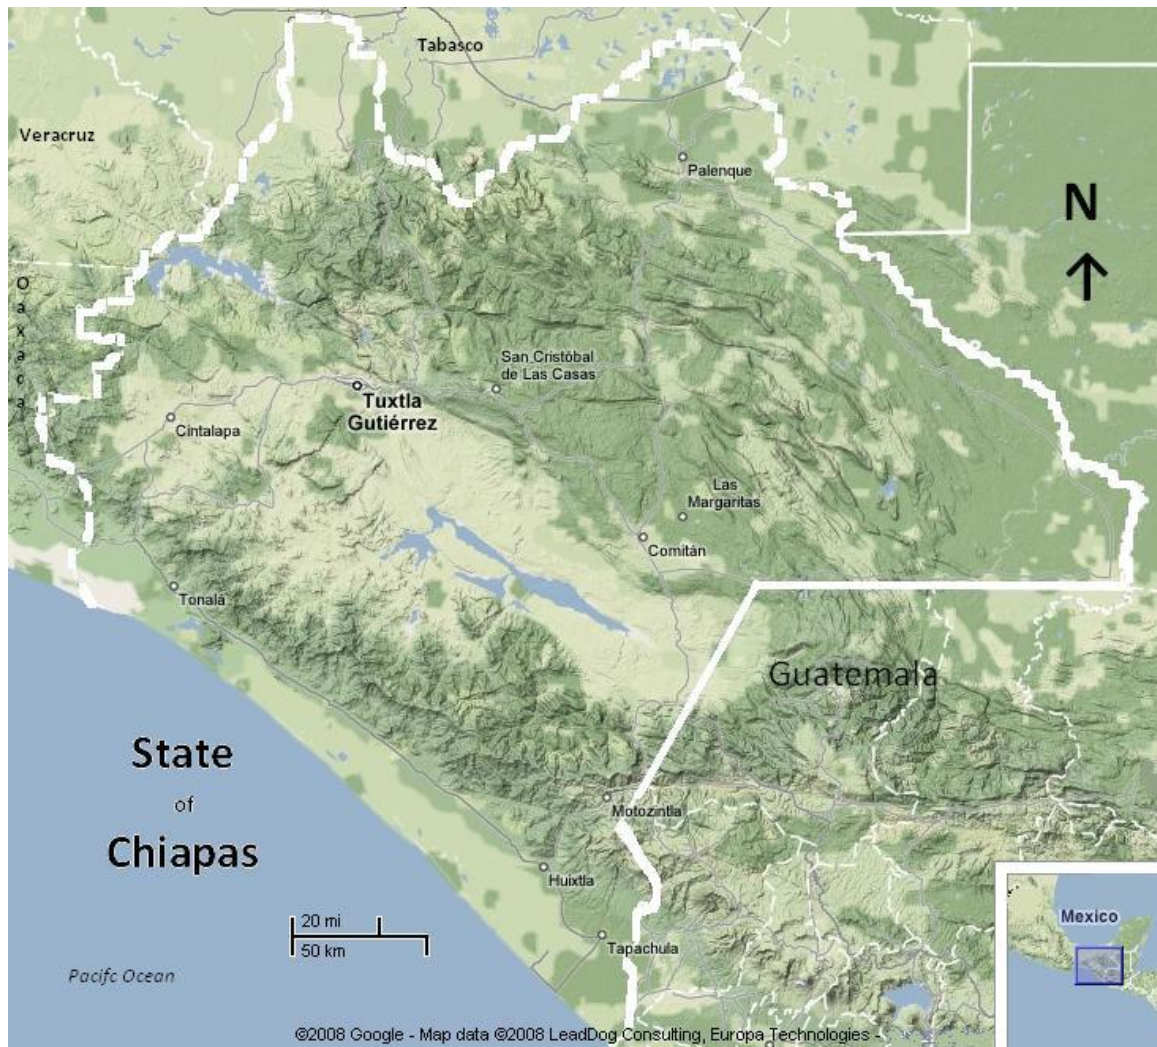 Tabasco
Veracruz
Palenque
N
Oaxaca
San Cristóbal
de Las Casas
Tuxtla
Gutiérrez
Cintalapa
Las
Margaritas
Comitán
Tonalá
Guatemala
State
of
Chiapas
Motozintla
Huixtla
Mexico
20 mi
50 km
Tapachula
Pacifc Ocean
©2008 Google - Map data ©2008 LeadDog Consulting, Europa Technologies -